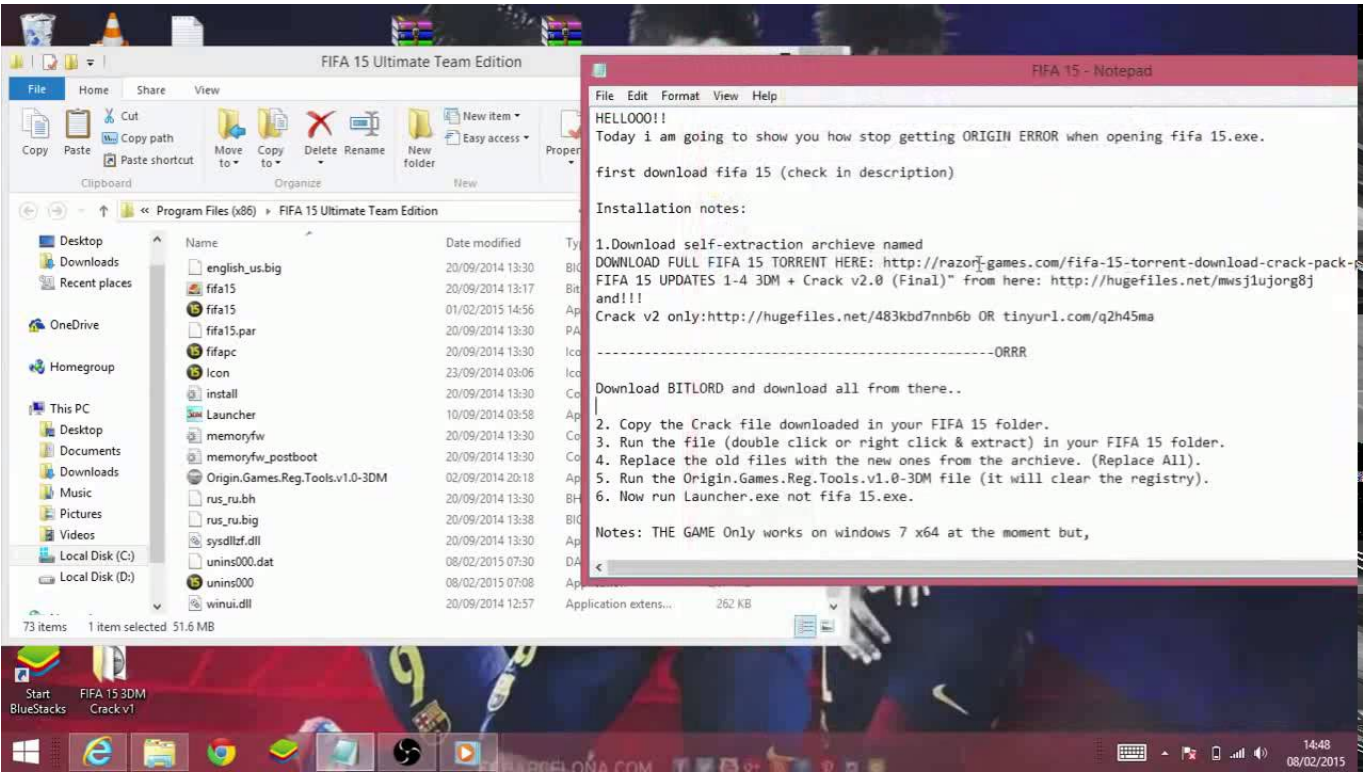 FIFA 15 Ultimate Team Edition
File Home Share View
Copy
Paste
Cut
Copy path
Paste shortcut
Clipboard
Move to
Copy to
Delete
Rename
Organize
New folder
New item
Easy access
New
« Program Files (x86) FIFA 15 Ultimate Team Edition
Desktop
Downloads
Recent places
OneDrive
Homegroup
This PC
Desktop
Documents
Downloads
Music
Pictures
Videos
Local Disk (C:)
Local Disk (D:)
Name Date modified
english_us.big 20/09/2014 13:30
fifa15 20/09/2014 13:17
fifa15 01/02/2015 14:56
fifa15.par 20/09/2014 13:30
fifapc 20/09/2014 13:30
Icon 23/09/2014 03:06
install 20/09/2014 13:30
Launcher 10/09/2014 03:58
memoryfw 20/09/2014 13:30
memoryfw_postboot 20/09/2014 13:30
Origin.Games.Reg.Tools.v1.0-3DM 02/09/2014 20:18
rus_ru.bh 20/09/2014 13:30
rus_ru.big 20/09/2014 13:38
sysdllzf.dll 20/09/2014 13:30
unins000.dat 08/02/2015 07:30
unins000 08/02/2015 07:08
winui.dll 20/09/2014 12:57 Application extens... 262 KB
73 items 1 item selected 51.6 MB
FIFA 15 - Notepad
File Edit Format View Help
HELLOOO!!
Today i am going to show you how stop getting ORIGIN ERROR when opening fifa 15.exe.
first download fifa 15 (check in description)
Installation notes:
1.Download self-extraction archieve named
DOWNLOAD FULL FIFA 15 TORRENT HERE: http://razor-games.com/fifa-15-torrent-download-crack-pack-
FIFA 15 UPDATES 1-4 3DM + Crack v2.0 (Final)" from here: http://hugefiles.net/mwsj1ujorg8j
and!!!
Crack v2 only:http://hugefiles.net/483kbd7nnb6b OR tinyurl.com/q2h45ma
-----------------------------------------------------ORRR
Download BITLORD and download all from there..
2. Copy the Crack file downloaded in your FIFA 15 folder.
3. Run the file (double click or right click & extract) in your FIFA 15 folder.
4. Replace the old files with the new ones from the archieve. (Replace All).
5. Run the Origin.Games.Reg.Tools.v1.0-3DM file (it will clear the registry).
6. Now run Launcher.exe not fifa 15.exe.
Notes: THE GAME Only works on windows 7 x64 at the moment but,
Start BlueStacks
FIFA 15 3DM Crack v1
14:48
08/02/2015